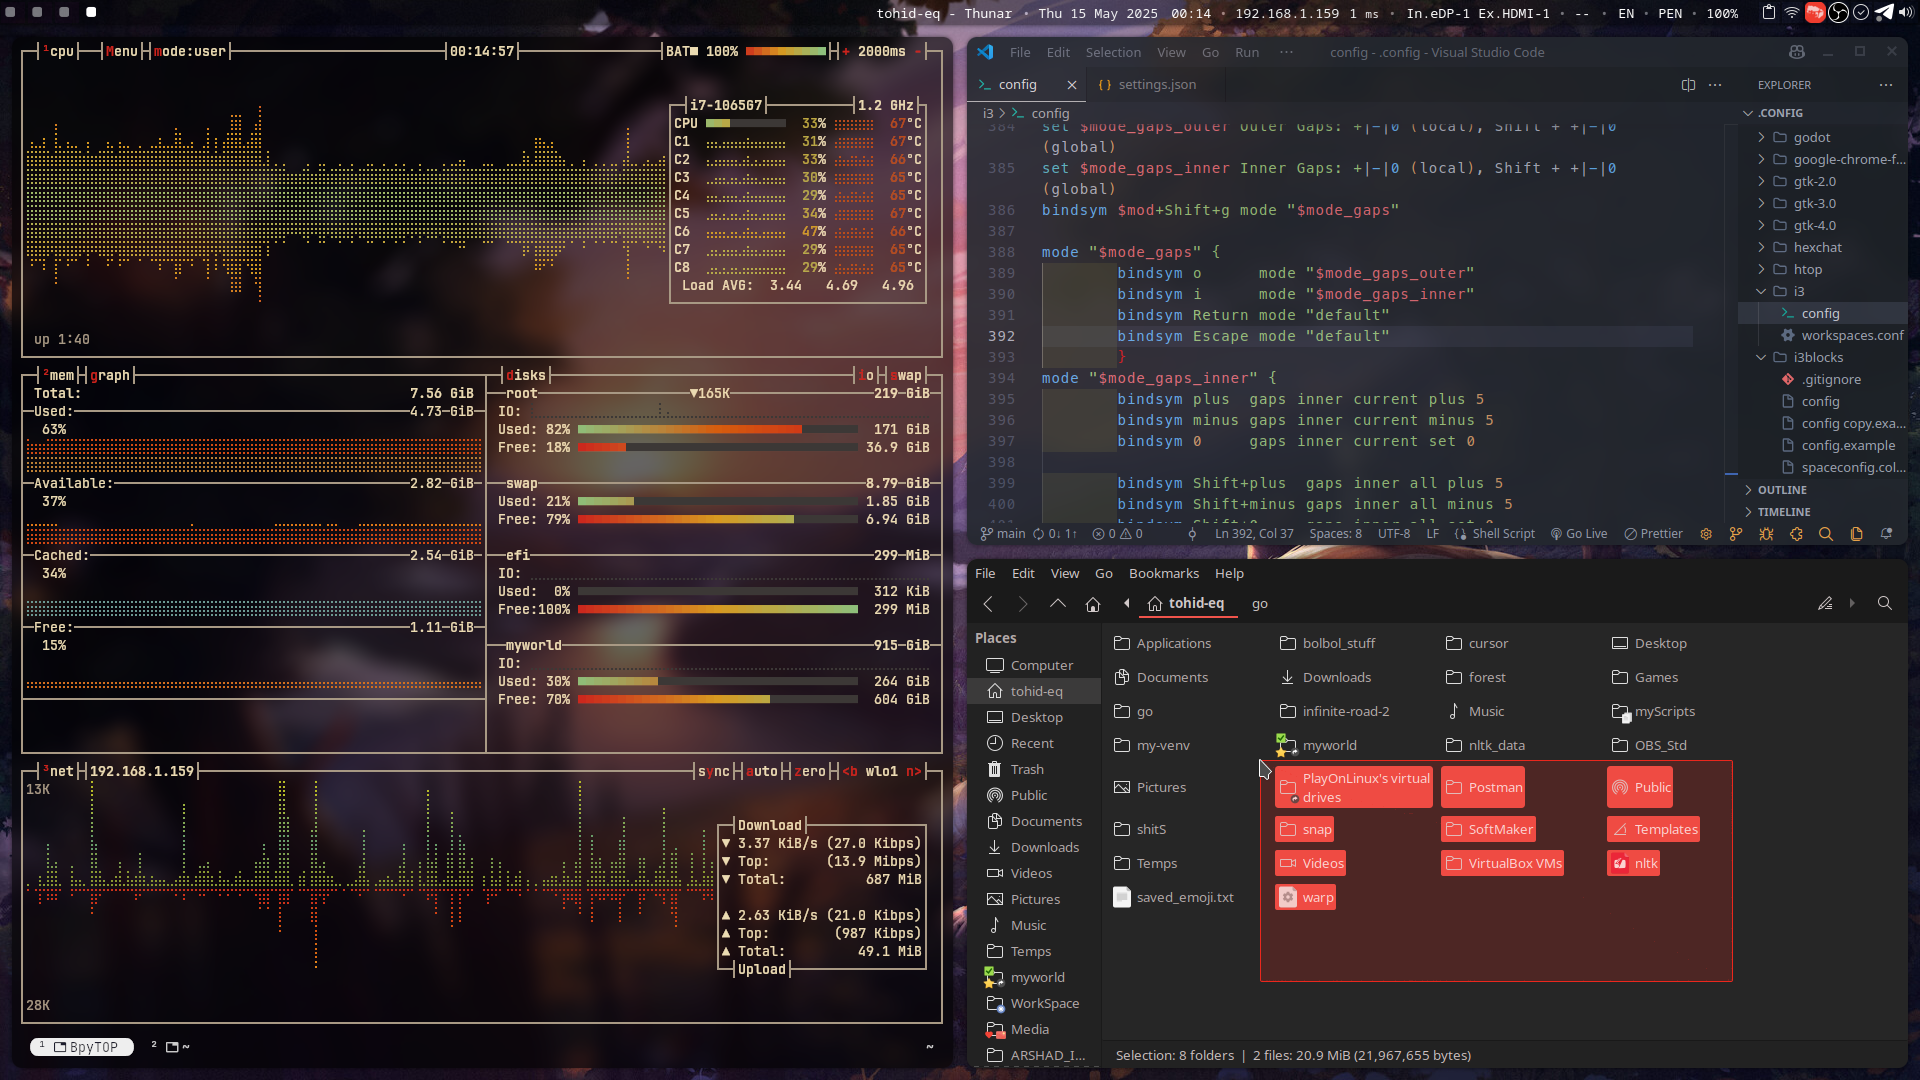 tohid-eq - Thunar • Thu 15 May 2025 00:14 • 192.168.1.159 1 ms • In.eDP-1 Ex.HDMI-1 • -- • EN • PEN • 100%
¹cpu Menu mode:user 00:14:57 BAT■ 100% + 2000ms -
i7-1065G7 1.2 GHz
CPU 33% 67°C
C1 31% 67°C
C2 33% 66°C
C3 30% 65°C
C4 29% 65°C
C5 34% 67°C
C6 47% 66°C
C7 29% 65°C
C8 29% 65°C
Load AVG: 3.44 4.69 4.96
up 1:40
²mem graph
Total: 7.56 GiB
Used: 4.73 GiB
63%
Available: 2.82 GiB
37%
Cached: 2.54 GiB
34%
Free: 1.11 GiB
15%
disks io swap
root ▼165K 219 GiB
IO:
Used: 82% 171 GiB
Free: 18% 36.9 GiB
swap 8.79 GiB
Used: 21% 1.85 GiB
Free: 79% 6.94 GiB
efi 299 MiB
IO:
Used: 0% 312 KiB
Free:100% 299 MiB
myworld 915 GiB
IO:
Used: 30% 264 GiB
Free: 70% 604 GiB
³net 192.168.1.159 sync auto zero <b wlo1 n>
13K
Download
▼ 3.37 KiB/s (27.0 Kibps)
▼ Top: (13.9 Mibps)
▼ Total: 687 MiB
▲ 2.63 KiB/s (21.0 Kibps)
▲ Top: (987 Kibps)
▲ Total: 49.1 MiB
Upload
28K
¹ BpyTOP ² ~ ~
File Edit Selection View Go Run ··· config - .config - Visual Studio Code
config settings.json
i3 > config
384 set $mode_gaps_outer Outer Gaps: +|-|0 (local), Shift + +|-|0
(global)
385 set $mode_gaps_inner Inner Gaps: +|-|0 (local), Shift + +|-|0
(global)
386 bindsym $mod+Shift+g mode "$mode_gaps"
387
388 mode "$mode_gaps" {
389 bindsym o mode "$mode_gaps_outer"
390 bindsym i mode "$mode_gaps_inner"
391 bindsym Return mode "default"
392 bindsym Escape mode "default"
393 }
394 mode "$mode_gaps_inner" {
395 bindsym plus gaps inner current plus 5
396 bindsym minus gaps inner current minus 5
397 bindsym 0 gaps inner current set 0
398
399 bindsym Shift+plus gaps inner all plus 5
400 bindsym Shift+minus gaps inner all minus 5
401 bindsym Shift+0 gaps inner all set 0
EXPLORER
.CONFIG
godot
google-chrome-f...
gtk-2.0
gtk-3.0
gtk-4.0
hexchat
htop
i3
config
workspaces.conf
i3blocks
.gitignore
config
config copy.exa...
config.example
spaceconfig.col...
OUTLINE
TIMELINE
main 0↓ 1↑ 0 0 Ln 392, Col 37 Spaces: 8 UTF-8 LF Shell Script Go Live Prettier
File Edit View Go Bookmarks Help
tohid-eq go
Places
Computer
tohid-eq
Desktop
Recent
Trash
Public
Documents
Downloads
Videos
Pictures
Music
Temps
myworld
WorkSpace
Media
ARSHAD_I...
Applications bolbol_stuff cursor Desktop
Documents Downloads forest Games
go infinite-road-2 Music myScripts
my-venv myworld nltk_data OBS_Std
Pictures PlayOnLinux's virtual drives Postman Public
shitS snap SoftMaker Templates
Temps Videos VirtualBox VMs nltk
saved_emoji.txt warp
Selection: 8 folders | 2 files: 20.9 MiB (21,967,655 bytes)